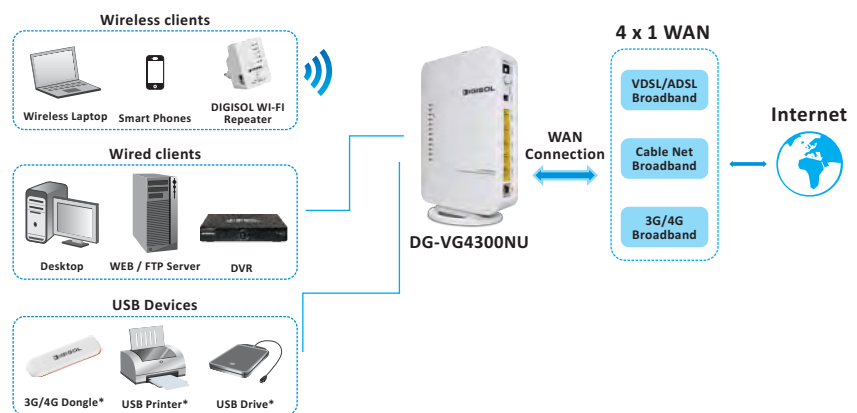 Wireless clients
Wireless Laptop
Smart Phones
DIGISOL WI-FI
Repeater
Wired clients
Desktop
WEB / FTP Server
DVR
USB Devices
DIGISOL
3G/4G Dongle*
USB Printer*
USB Drive*
DIGISOL
DG-VG4300NU
WAN
Connection
4 x 1 WAN
VDSL/ADSL
Broadband
Cable Net
Broadband
3G/4G
Broadband
Internet